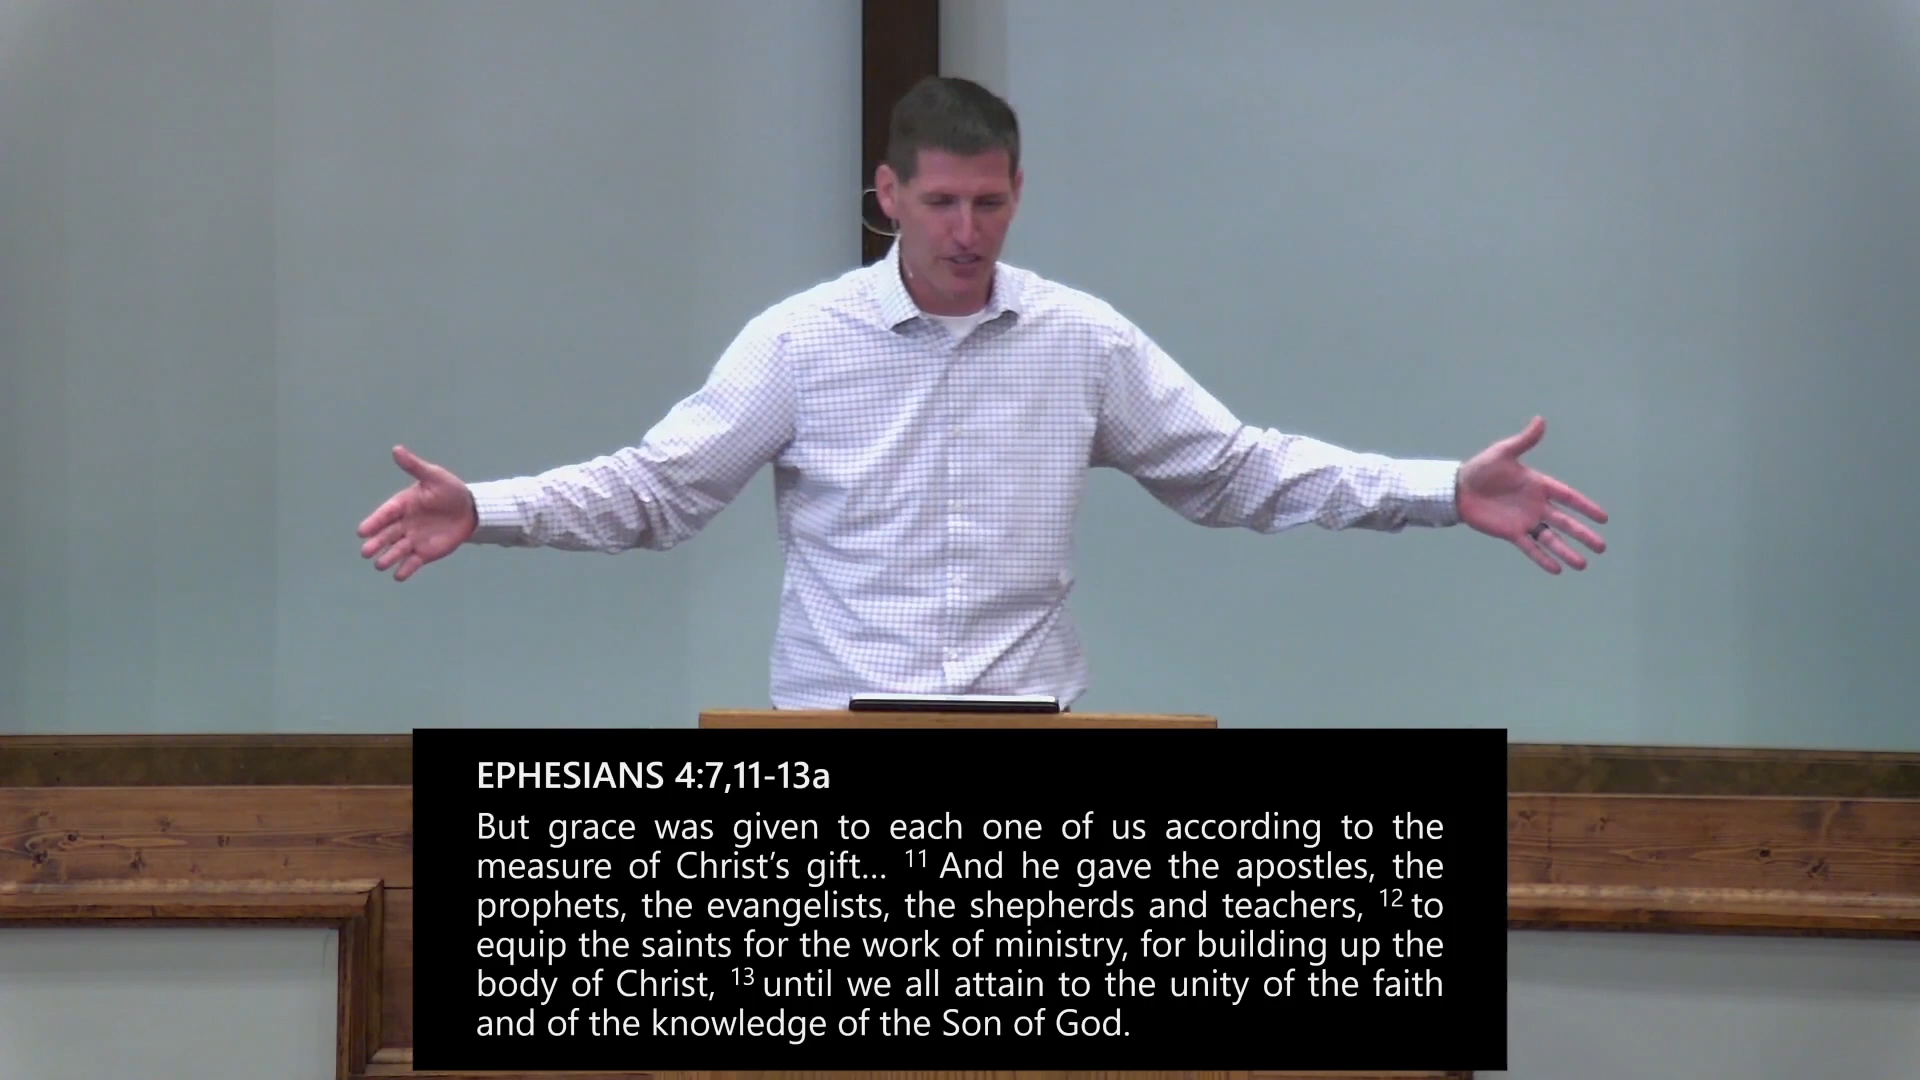 EPHESIANS 4:7,11-13a
But grace was given to each one of us according to the
measure of Christ’s gift... 11 And he gave the apostles, the
prophets, the evangelists, the shepherds and teachers, 12 to
equip the saints for the work of ministry, for building up the
body of Christ, 13 until we all attain to the unity of the faith
and of the knowledge of the Son of God.